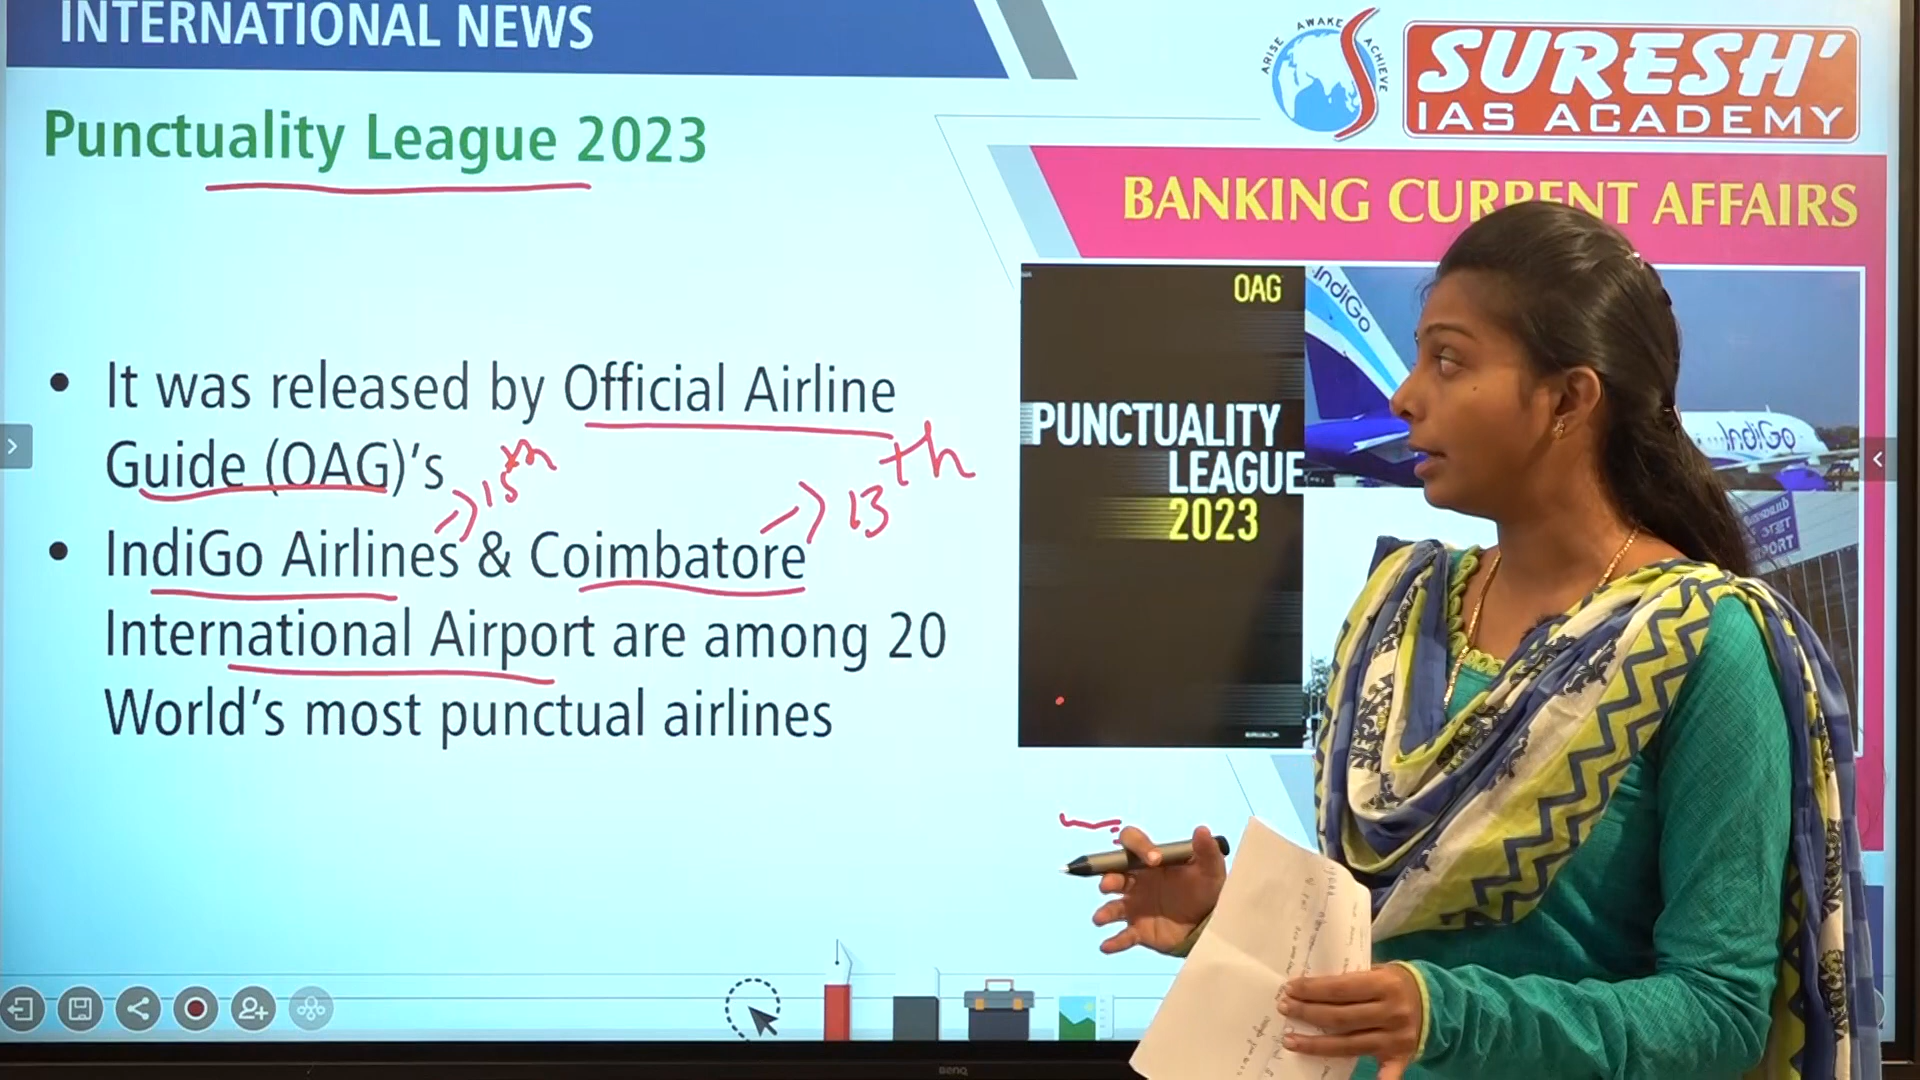 INTERNATIONAL NEWS
ARISE AWAKE ACHIEVE
SURESH'
IAS ACADEMY
Punctuality League 2023
BANKING CURRENT AFFAIRS
• It was released by Official Airline
Guide (OAG)'s
15th
13th
• IndiGo Airlines & Coimbatore
International Airport are among 20
World's most punctual airlines
OAG
PUNCTUALITY
LEAGUE
2023
IndiGo
IndiGo
BenQ